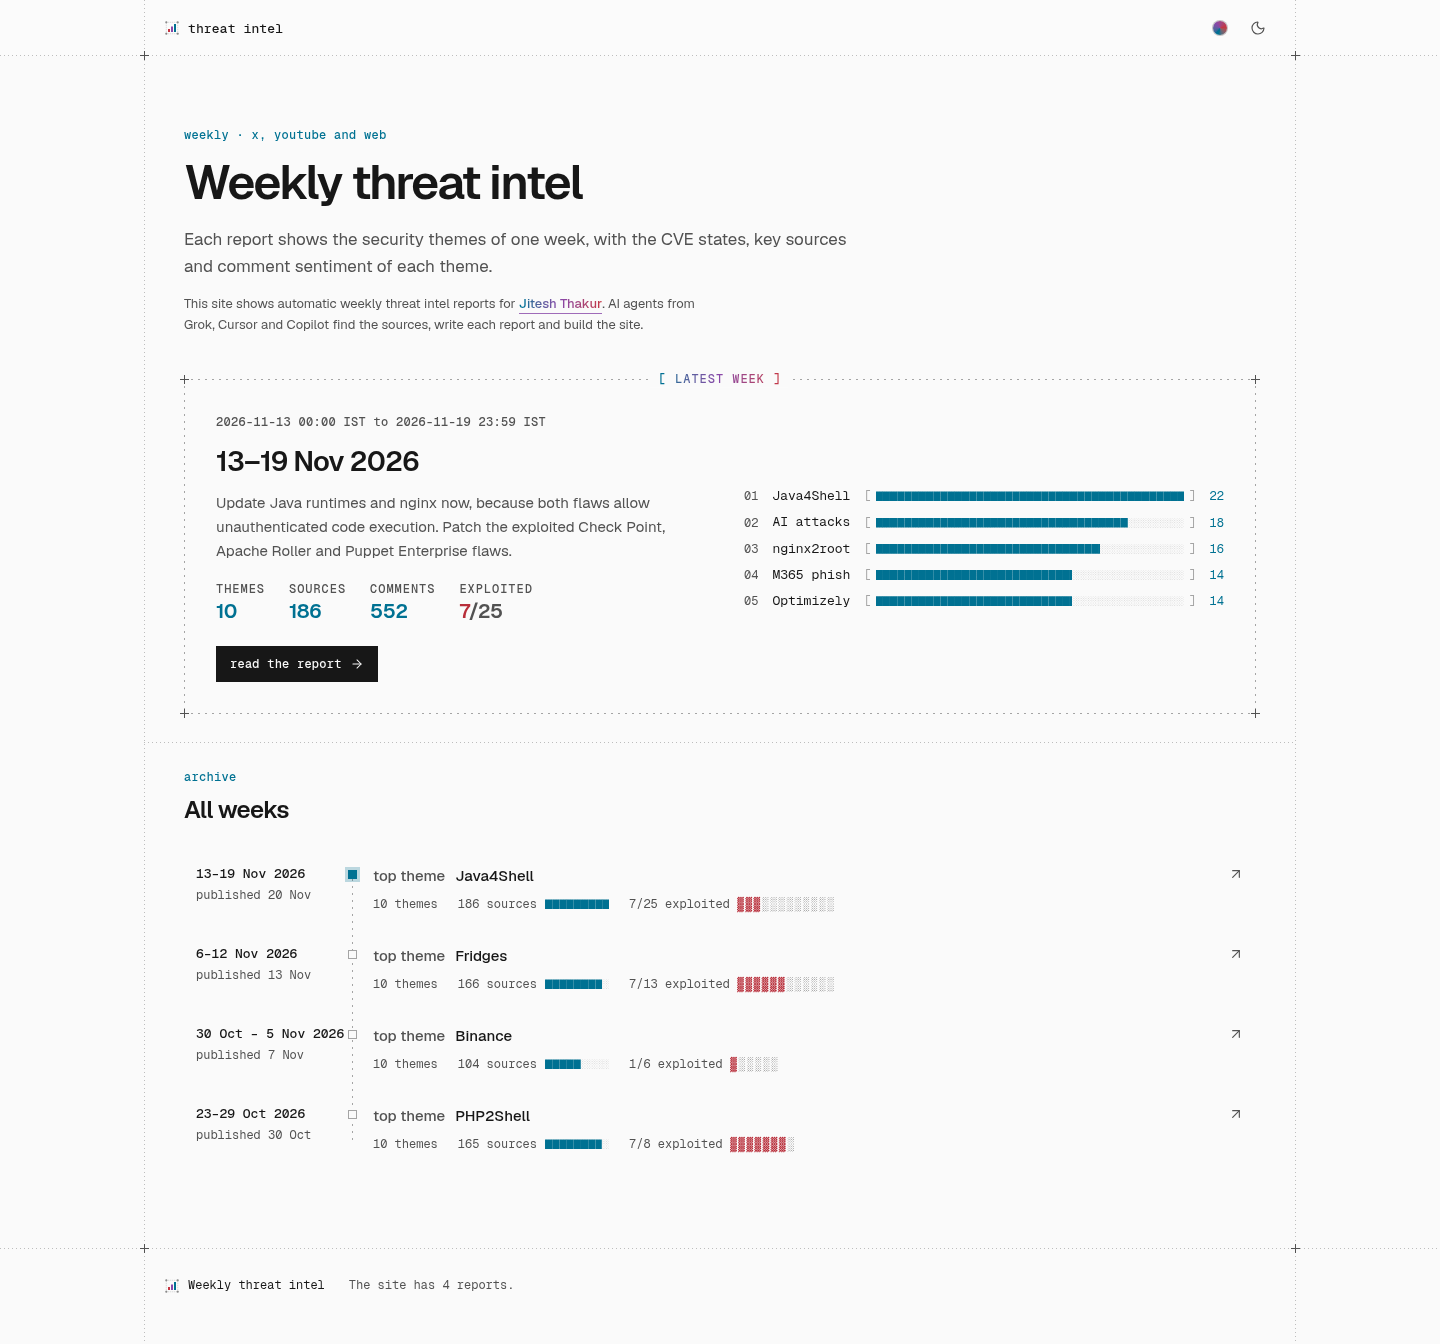 threat intel
weekly · x, youtube and web
Weekly threat intel
Each report shows the security themes of one week, with the CVE states, key sources
and comment sentiment of each theme.
This site shows automatic weekly threat intel reports for Jitesh Thakur. AI agents from
Grok, Cursor and Copilot find the sources, write each report and build the site.
[ LATEST WEEK ]
2026-11-13 00:00 IST to 2026-11-19 23:59 IST
13–19 Nov 2026
Update Java runtimes and nginx now, because both flaws allow
unauthenticated code execution. Patch the exploited Check Point,
Apache Roller and Puppet Enterprise flaws.
THEMES SOURCES COMMENTS EXPLOITED
10 186 552 7/25
read the report →
01 Java4Shell [ ] 22
02 AI attacks [ ] 18
03 nginx2root [ ] 16
04 M365 phish [ ] 14
05 Optimizely [ ] 14
archive
All weeks
13–19 Nov 2026 top theme Java4Shell
published 20 Nov 10 themes 186 sources 7/25 exploited
6–12 Nov 2026 top theme Fridges
published 13 Nov 10 themes 166 sources 7/13 exploited
30 Oct – 5 Nov 2026 top theme Binance
published 7 Nov 10 themes 104 sources 1/6 exploited
23–29 Oct 2026 top theme PHP2Shell
published 30 Oct 10 themes 165 sources 7/8 exploited
Weekly threat intel The site has 4 reports.